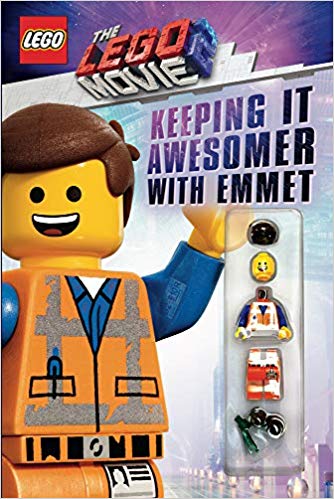 LEGO
THE
LEGO
MOVIE 2
KEEPING IT
AWESOMER
WITH EMMET